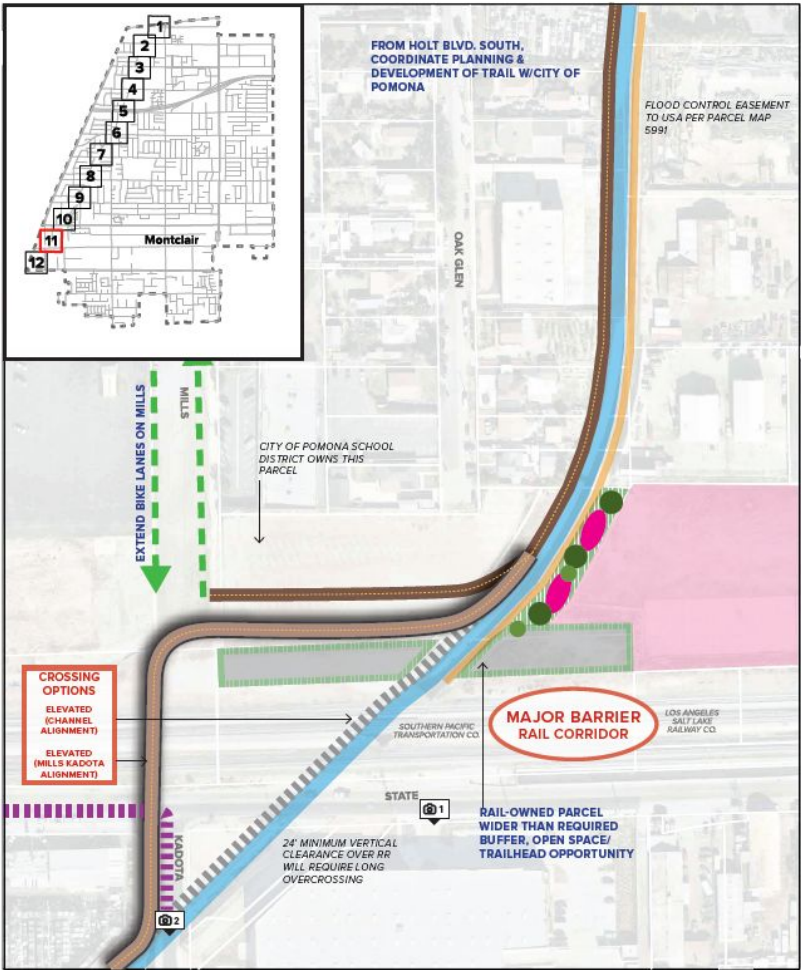 1
2
3
4
5
6
7
8
9
10
11
12
Montclair
FROM HOLT BLVD. SOUTH,
COORDINATE PLANNING &
DEVELOPMENT OF TRAIL W/CITY OF
POMONA
FLOOD CONTROL EASEMENT
TO USA PER PARCEL MAP
5991
OAK GLEN
MILLS
EXTEND BIKE LANES ON MILLS
CITY OF POMONA SCHOOL
DISTRICT OWNS THIS
PARCEL
CROSSING
OPTIONS
ELEVATED
(CHANNEL
ALIGNMENT)
ELEVATED
(MILLS KADOTA
ALIGNMENT)
SOUTHERN PACIFIC
TRANSPORTATION CO.
MAJOR BARRIER
RAIL CORRIDOR
LOS ANGELES
SALT LAKE
RAILWAY CO.
STATE
1
RAIL-OWNED PARCEL
WIDER THAN REQUIRED
BUFFER, OPEN SPACE/
TRAILHEAD OPPORTUNITY
KADOTA
24' MINIMUM VERTICAL
CLEARANCE OVER RR
WILL REQUIRE LONG
OVERCROSSING
2